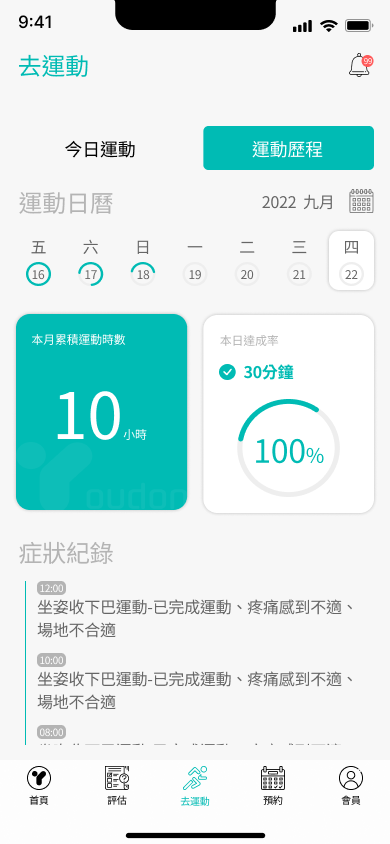 9:41
去運動
99
今日運動
運動歷程
運動日曆
2022 九月
五 六 日 一 二 三 四
16 17 18 19 20 21 22
本月累積運動時數
10小時
本日達成率
30分鐘
100%
症狀紀錄
12:00
坐姿收下巴運動-已完成運動、疼痛感到不適、
場地不合適
10:00
坐姿收下巴運動-已完成運動、疼痛感到不適、
場地不合適
08:00
首頁 評估 去運動 預約 會員